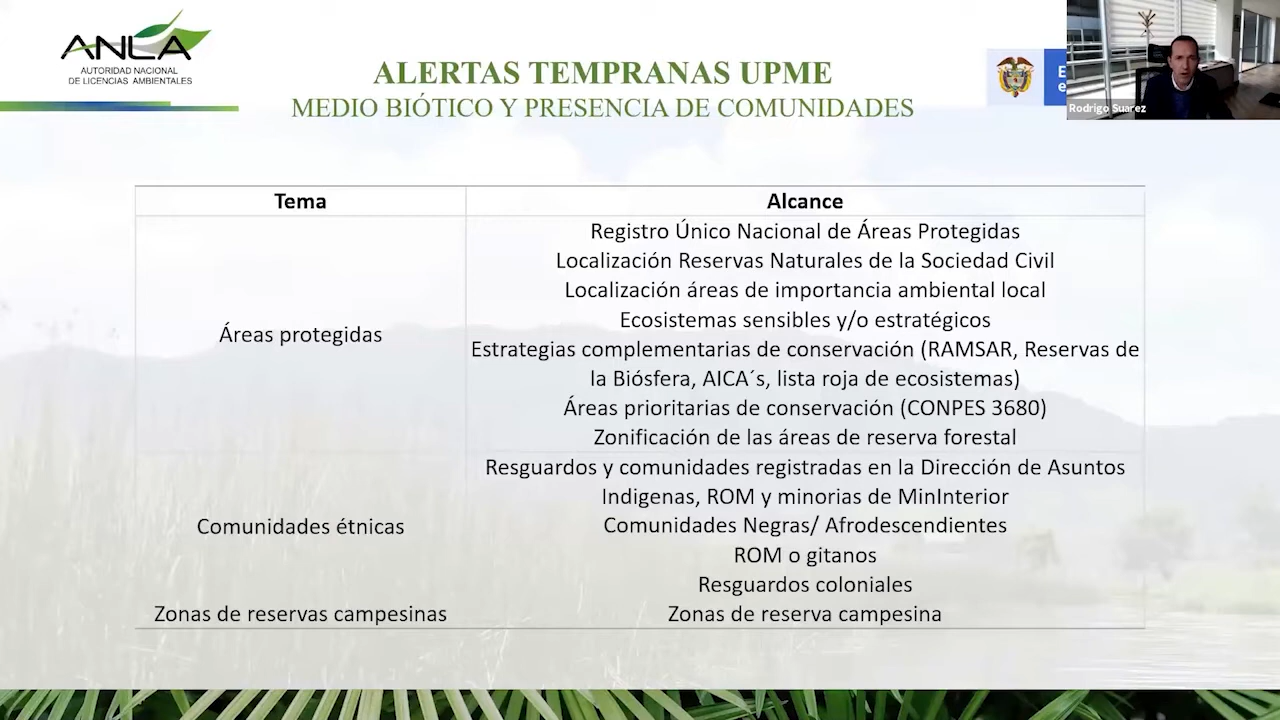 ANLA
AUTORIDAD NACIONAL
DE LICENCIAS AMBIENTALES
ALERTAS TEMPRANAS UPME
MEDIO BIÓTICO Y PRESENCIA DE COMUNIDADES
Rodrigo Suarez
Tema
Alcance
Áreas protegidas
Registro Único Nacional de Áreas Protegidas
Localización Reservas Naturales de la Sociedad Civil
Localización áreas de importancia ambiental local
Ecosistemas sensibles y/o estratégicos
Estrategias complementarias de conservación (RAMSAR, Reservas de
la Biósfera, AICA´s, lista roja de ecosistemas)
Áreas prioritarias de conservación (CONPES 3680)
Zonificación de las áreas de reserva forestal
Comunidades étnicas
Resguardos y comunidades registradas en la Dirección de Asuntos
Indigenas, ROM y minorias de MinInterior
Comunidades Negras/ Afrodescendientes
ROM o gitanos
Resguardos coloniales
Zonas de reservas campesinas
Zonas de reserva campesina